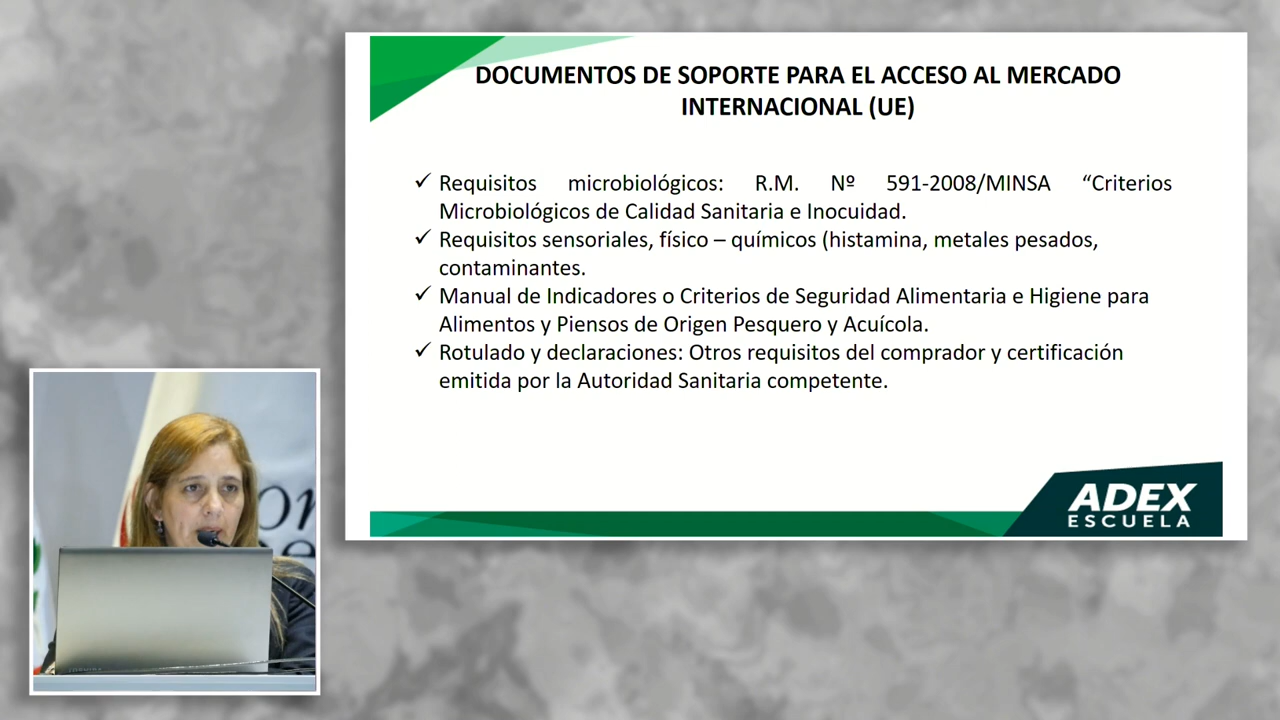 DOCUMENTOS DE SOPORTE PARA EL ACCESO AL MERCADO
INTERNACIONAL (UE)
✓ Requisitos microbiológicos: R.M. Nº 591-2008/MINSA “Criterios
Microbiológicos de Calidad Sanitaria e Inocuidad.
✓ Requisitos sensoriales, físico – químicos (histamina, metales pesados,
contaminantes.
✓ Manual de Indicadores o Criterios de Seguridad Alimentaria e Higiene para
Alimentos y Piensos de Origen Pesquero y Acuícola.
✓ Rotulado y declaraciones: Otros requisitos del comprador y certificación
emitida por la Autoridad Sanitaria competente.
ADEX
ESCUELA